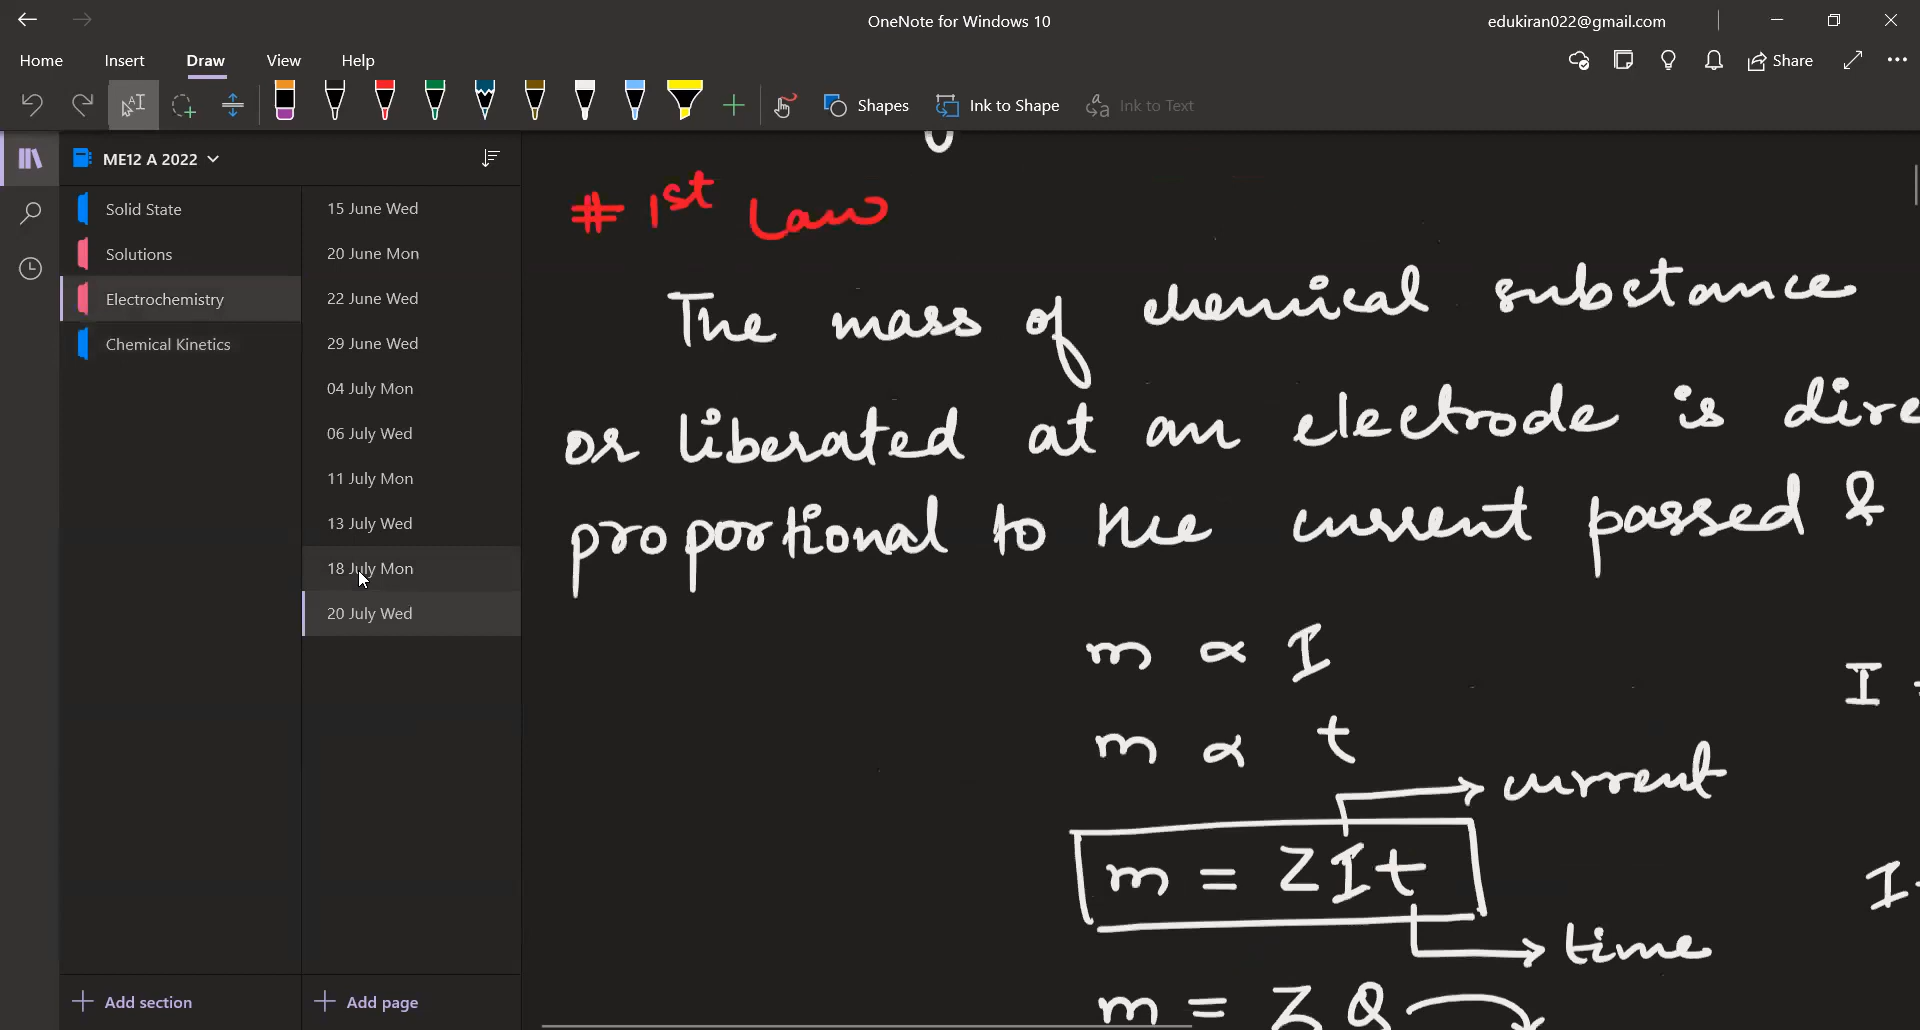 OneNote for Windows 10
edukiran022@gmail.com
Home Insert Draw View Help
Share
Shapes Ink to Shape Ink to Text
ME12 A 2022
Solid State
Solutions
Electrochemistry
Chemical Kinetics
15 June Wed
20 June Mon
22 June Wed
29 June Wed
04 July Mon
06 July Wed
11 July Mon
13 July Wed
18 July Mon
20 July Wed
Add section
Add page
# 1st Law
The mass of chemical substance
or liberated at an electrode is dire
proportional to the current passed &
m ∝ I
I
m ∝ t
current
m = ZIt
I
time
m = ZQ